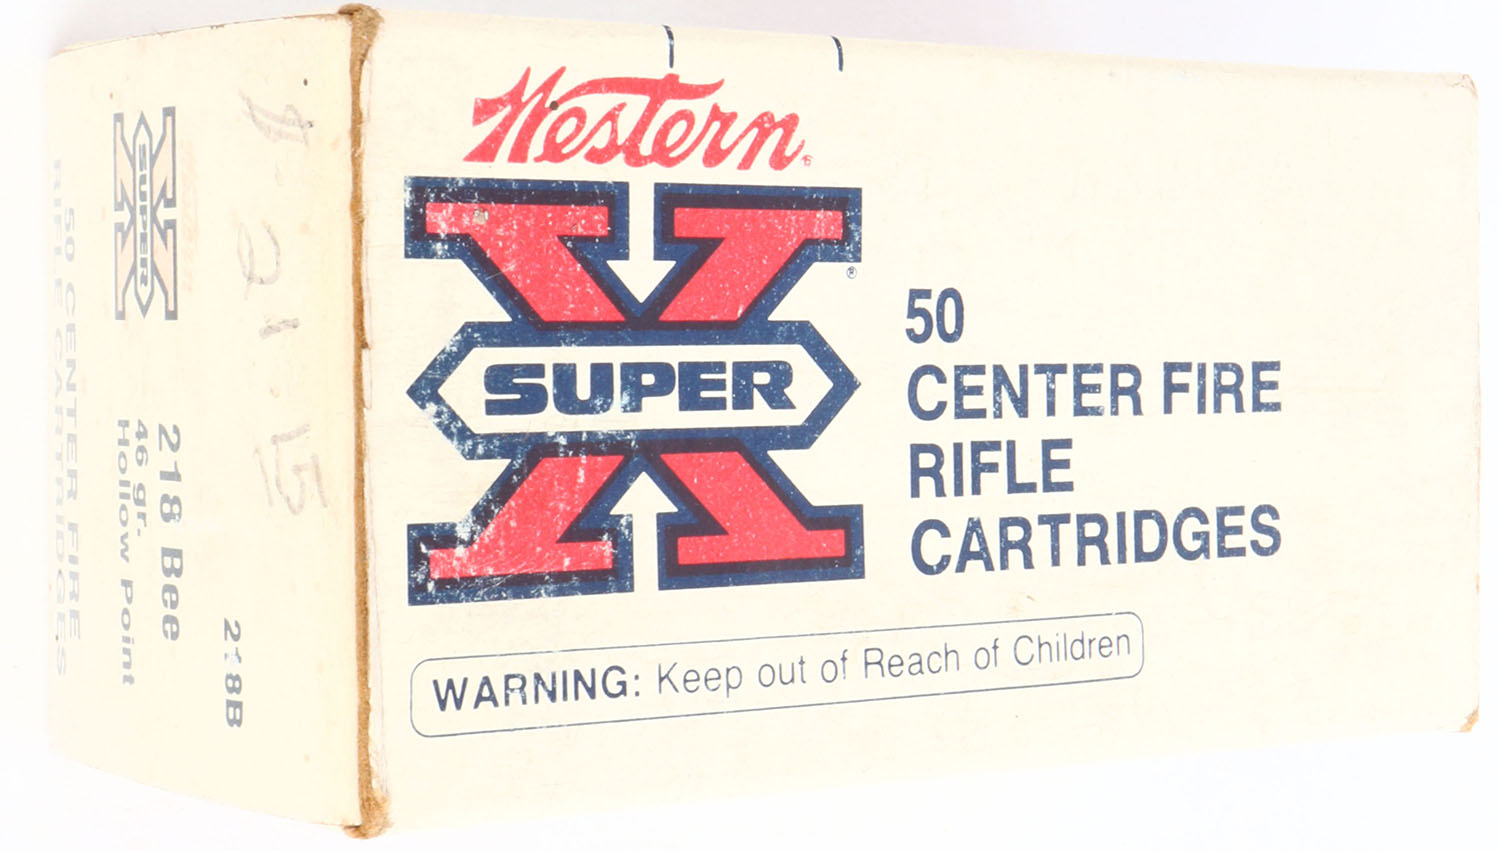 Western
SUPER X
50
CENTER FIRE
RIFLE
CARTRIDGES
WARNING: Keep out of Reach of Children
218B
218 Bee
46 gr.
Hollow Point
SUPER X
50 CENTER FIRE
RIFLE CARTRIDGES